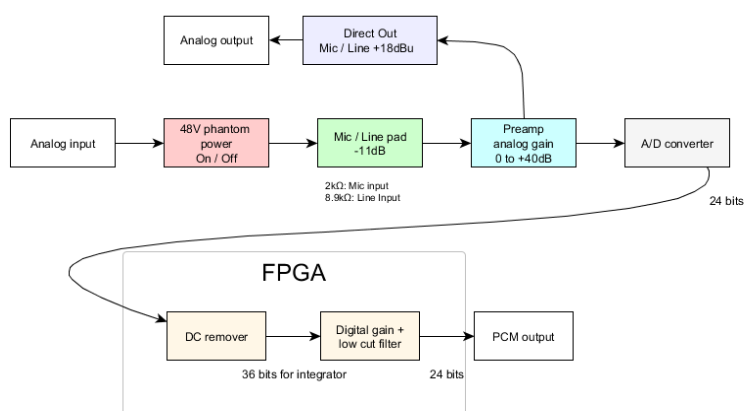 Analog output
Direct Out
Mic / Line +18dBu
Analog input
48V phantom
power
On / Off
Mic / Line pad
-11dB
Preamp
analog gain
0 to +40dB
A/D converter
2kΩ: Mic input
8.9kΩ: Line Input
24 bits
FPGA
DC remover
Digital gain +
low cut filter
PCM output
36 bits for integrator
24 bits